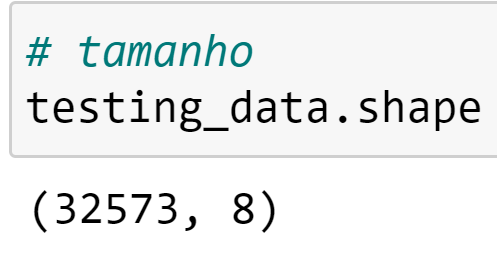 # tamanho
testing_data.shape
(32573, 8)